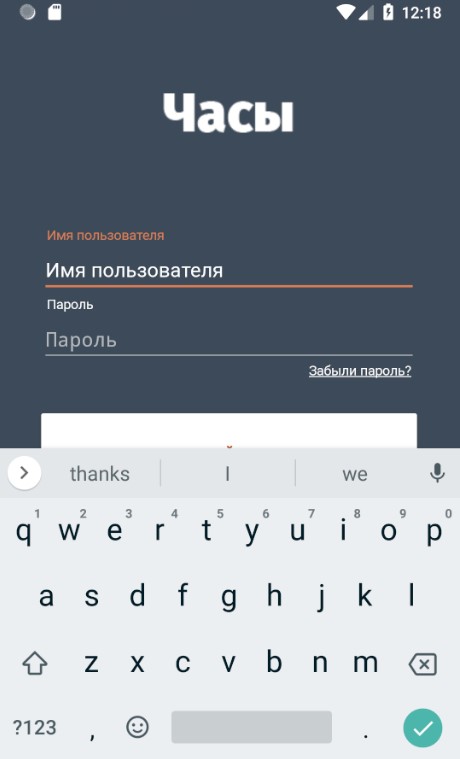 12:18
Часы
Имя пользователя
Имя пользователя
Пароль
Пароль
Забыли пароль?
thanks I we
1 2 3 4 5 6 7 8 9 0
q w e r t y u i o p
a s d f g h j k l
z x c v b n m
?123 , .